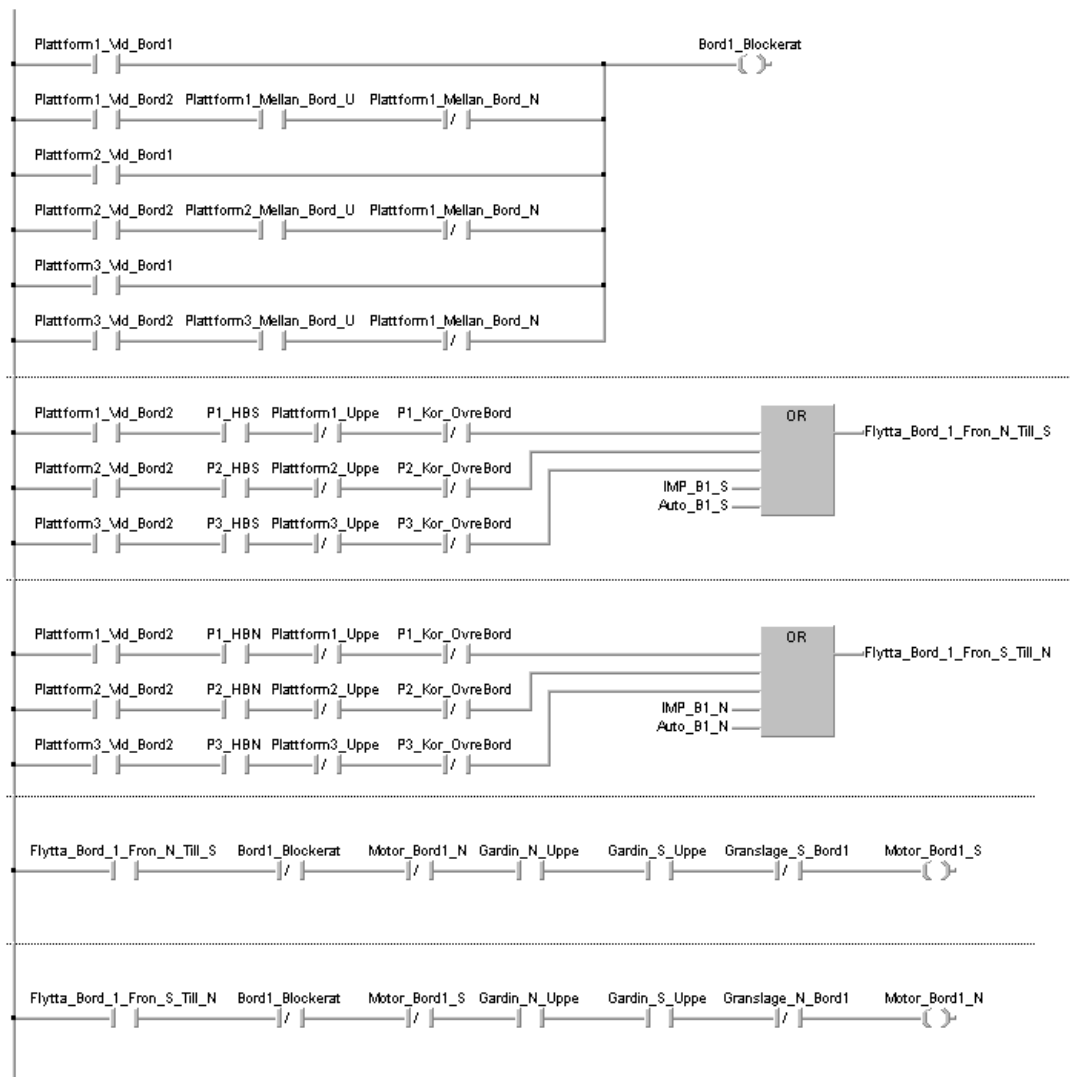 Plattform1_Vid_Bord1 Bord1_Blockerat
Plattform1_Vid_Bord2 Plattform1_Mellan_Bord_U Plattform1_Mellan_Bord_N
Plattform2_Vid_Bord1
Plattform2_Vid_Bord2 Plattform2_Mellan_Bord_U Plattform1_Mellan_Bord_N
Plattform3_Vid_Bord1
Plattform3_Vid_Bord2 Plattform3_Mellan_Bord_U Plattform1_Mellan_Bord_N
Plattform1_Vid_Bord2 P1_HBS Plattform1_Uppe P1_Kor_OvreBord OR
Flytta_Bord_1_Fron_N_Till_S
Plattform2_Vid_Bord2 P2_HBS Plattform2_Uppe P2_Kor_OvreBord
IMP_B1_S
Auto_B1_S
Plattform3_Vid_Bord2 P3_HBS Plattform3_Uppe P3_Kor_OvreBord
Plattform1_Vid_Bord2 P1_HBN Plattform1_Uppe P1_Kor_OvreBord OR
Flytta_Bord_1_Fron_S_Till_N
Plattform2_Vid_Bord2 P2_HBN Plattform2_Uppe P2_Kor_OvreBord
IMP_B1_N
Auto_B1_N
Plattform3_Vid_Bord2 P3_HBN Plattform3_Uppe P3_Kor_OvreBord
Flytta_Bord_1_Fron_N_Till_S Bord1_Blockerat Motor_Bord1_N Gardin_N_Uppe Gardin_S_Uppe Granslage_S_Bord1 Motor_Bord1_S
Flytta_Bord_1_Fron_S_Till_N Bord1_Blockerat Motor_Bord1_S Gardin_N_Uppe Gardin_S_Uppe Granslage_N_Bord1 Motor_Bord1_N